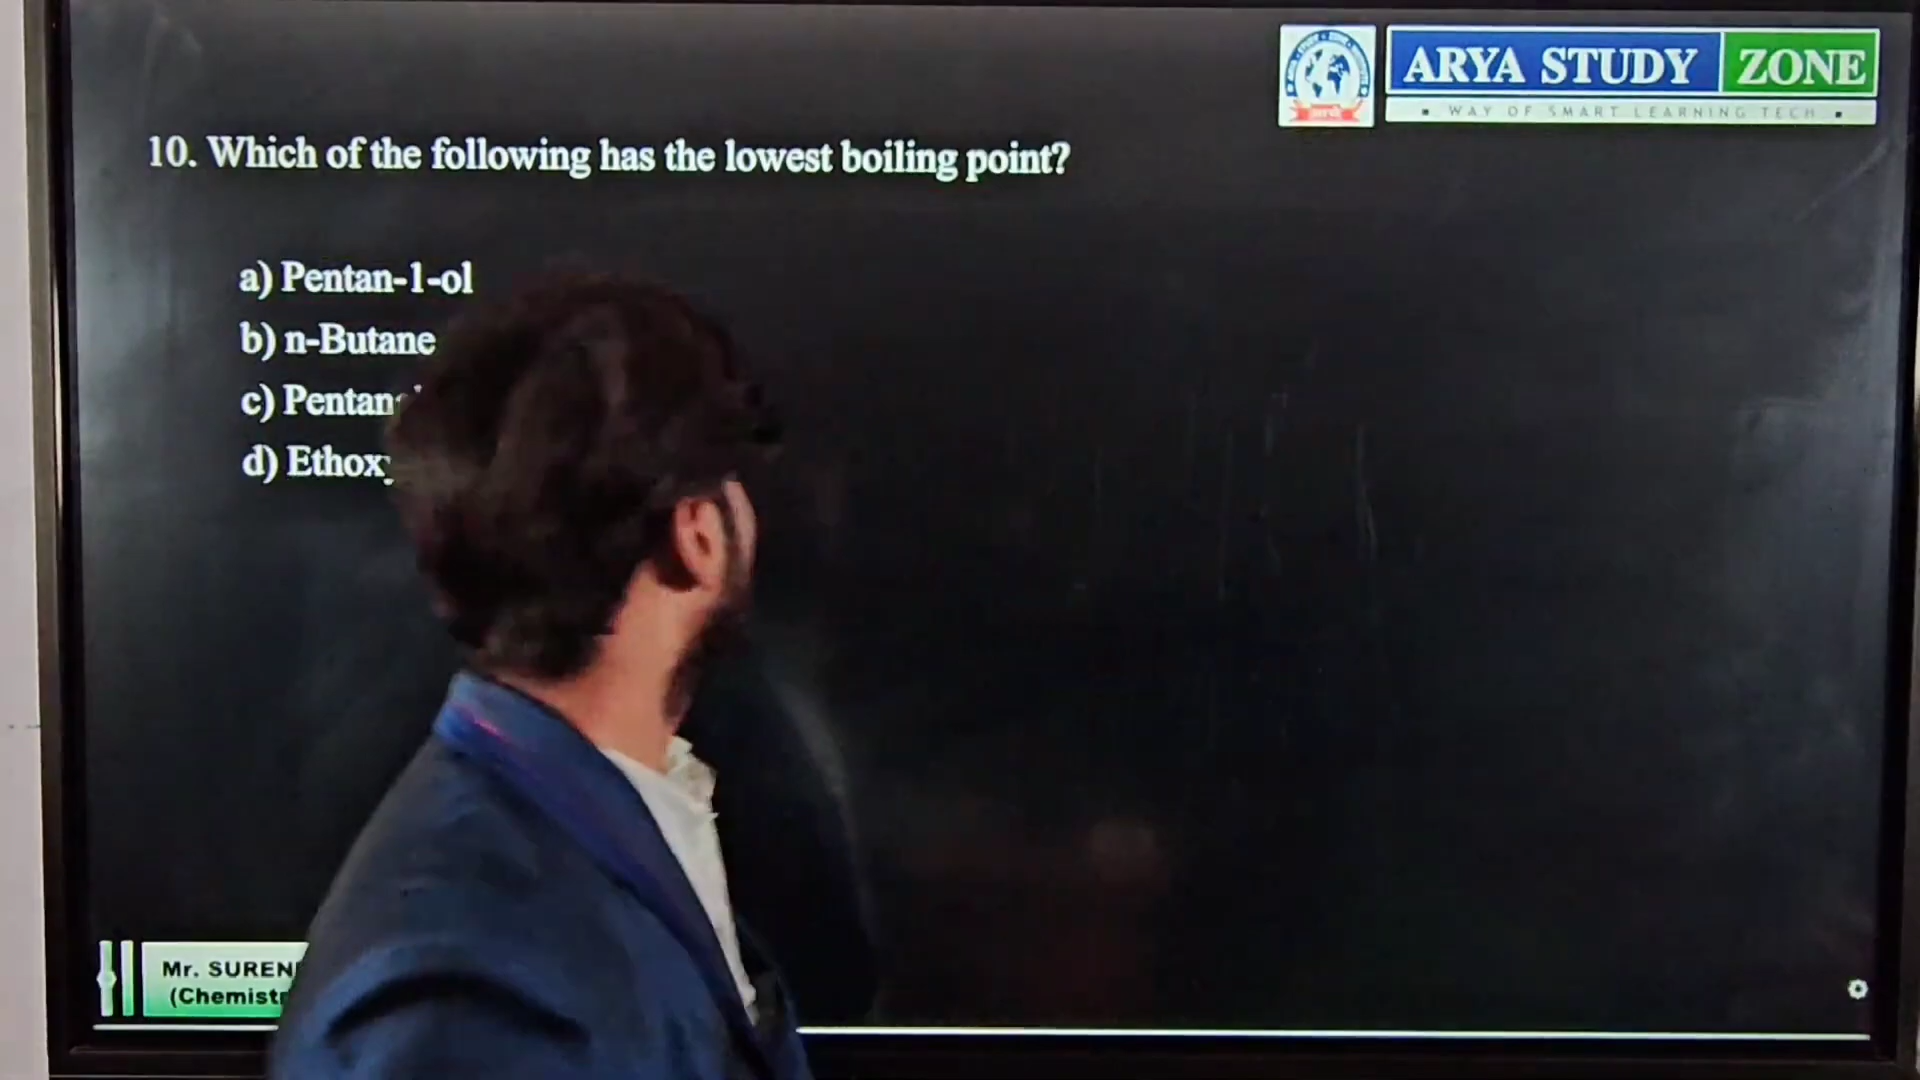 ARYA STUDY ZONE
▪ WAY OF SMART LEARNING TECH ▪
10. Which of the following has the lowest boiling point?
a) Pentan-1-ol
b) n-Butane
c) Pentan
d) Ethoxy
Mr. SUREN
(Chemist